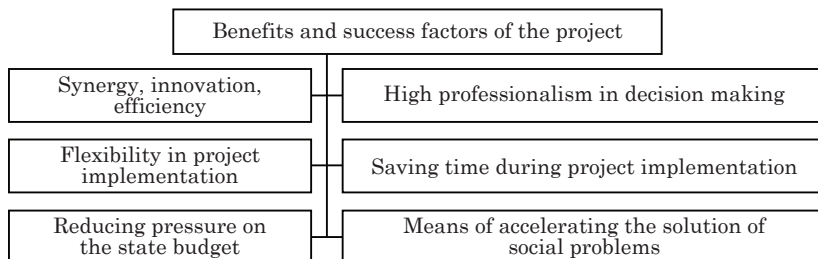 Benefits and success factors of the project
Synergy, innovation,
efficiency
High professionalism in decision making
Flexibility in project
implementation
Saving time during project implementation
Reducing pressure on
the state budget
Means of accelerating the solution of
social problems